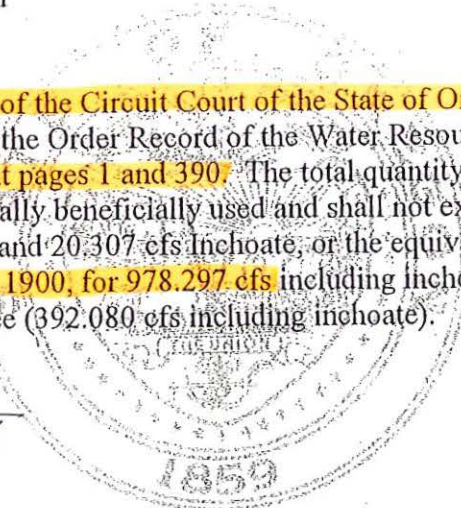 of the Circuit Court of the State of O
the Order Record of the Water Resou
t pages 1 and 390. The total quantity
ally beneficially used and shall not ex
and 20.307 cfs Inchoate, or the equiv
1900, for 978.297 cfs including incho
e (392.080 cfs including inchoate).
THE UNION
1859